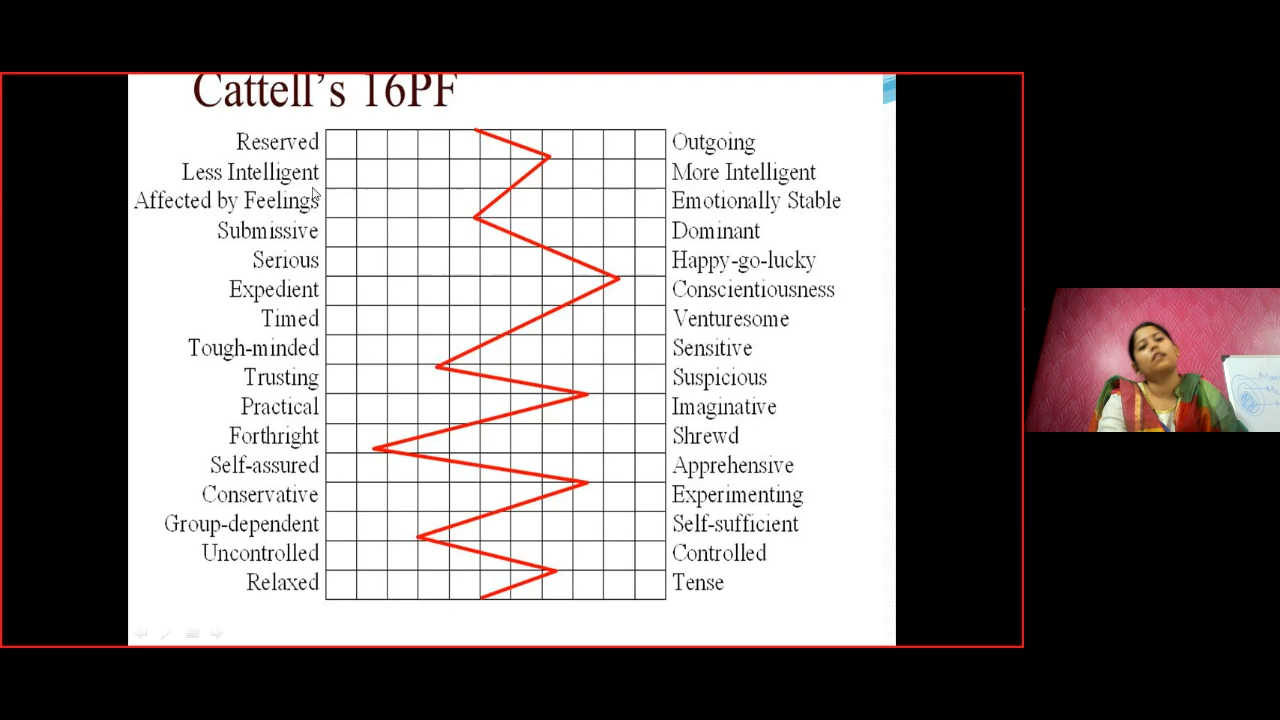 Cattell's 16PF
Reserved Outgoing
Less Intelligent More Intelligent
Affected by Feelings Emotionally Stable
Submissive Dominant
Serious Happy-go-lucky
Expedient Conscientiousness
Timed Venturesome
Tough-minded Sensitive
Trusting Suspicious
Practical Imaginative
Forthright Shrewd
Self-assured Apprehensive
Conservative Experimenting
Group-dependent Self-sufficient
Uncontrolled Controlled
Relaxed Tense